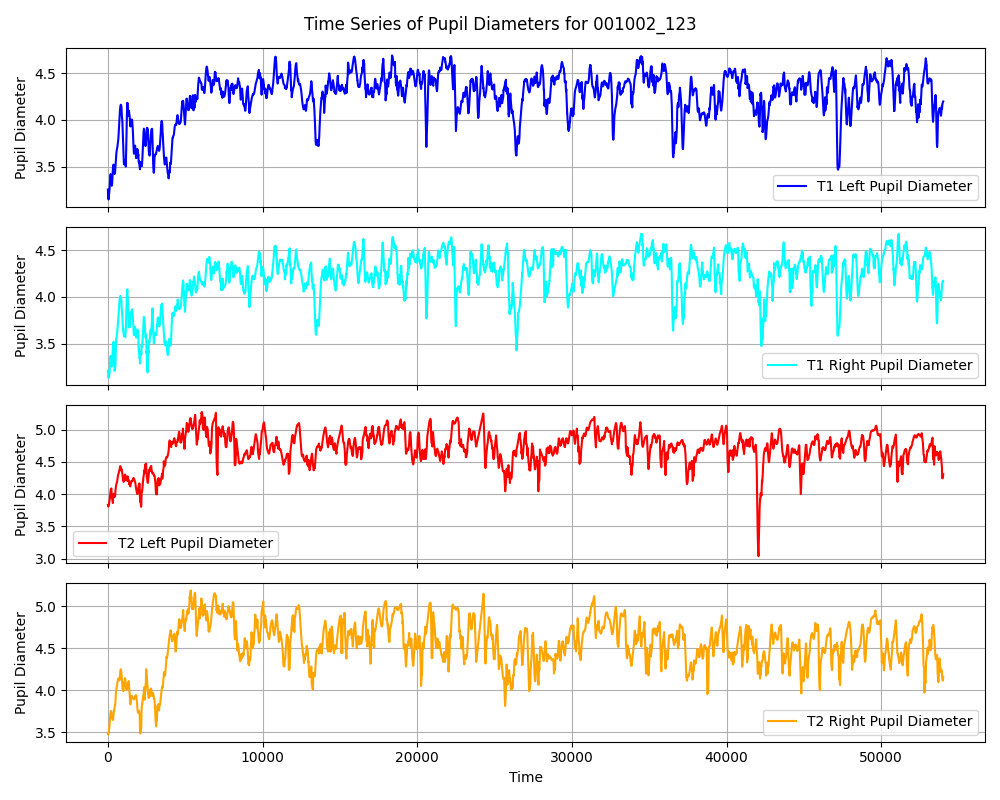 Time Series of Pupil Diameters for 001002_123
Pupil Diameter
4.5
4.0
3.5
T1 Left Pupil Diameter
Pupil Diameter
4.5
4.0
3.5
T1 Right Pupil Diameter
Pupil Diameter
5.0
4.5
4.0
3.5
3.0
T2 Left Pupil Diameter
Pupil Diameter
5.0
4.5
4.0
3.5
T2 Right Pupil Diameter
0 10000 20000 30000 40000 50000
Time